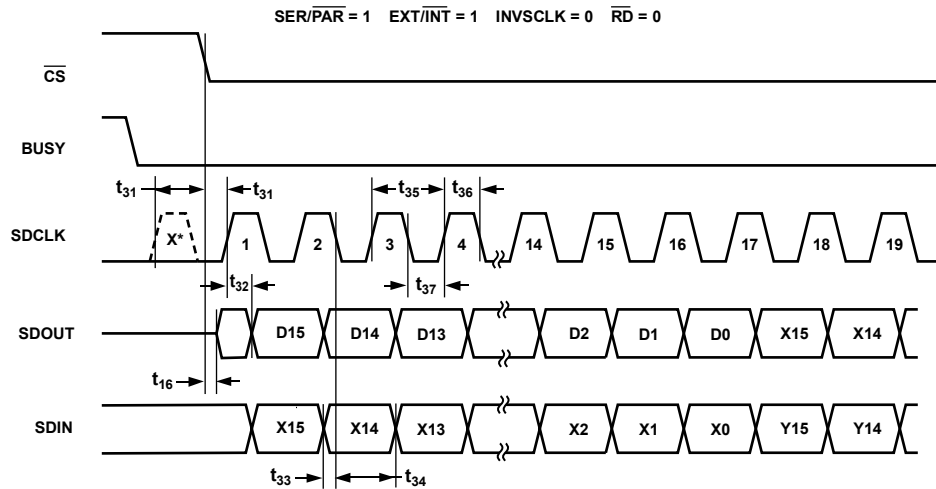 SER/PAR = 1 EXT/INT = 1 INVSCLK = 0 RD = 0
CS
BUSY
t31 t31 t35 t36
SDCLK X* 1 2 3 4 14 15 16 17 18 19
t32 t37
SDOUT D15 D14 D13 D2 D1 D0 X15 X14
t16
SDIN X15 X14 X13 X2 X1 X0 Y15 Y14
t33 t34